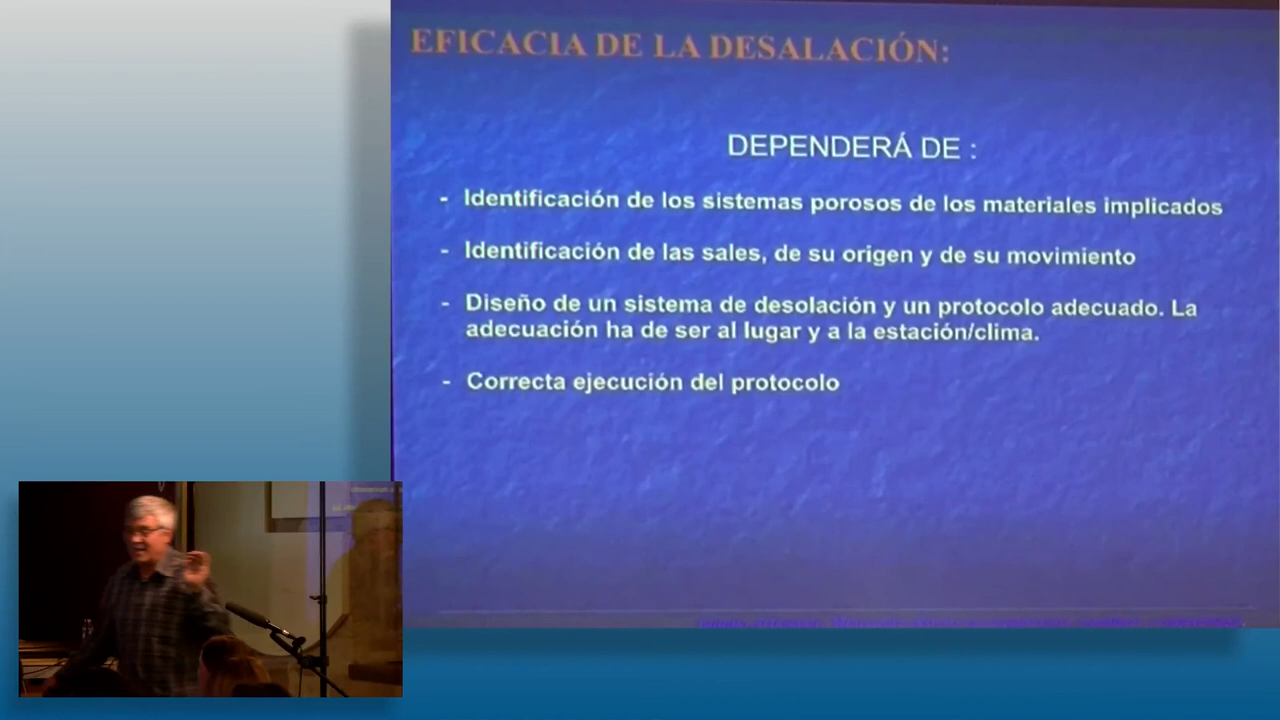 EFICACIA DE LA DESALACIÓN:
DEPENDERÁ DE :
- Identificación de los sistemas porosos de los materiales implicados
- Identificación de las sales, de su origen y de su movimiento
- Diseño de un sistema de desolación y un protocolo adecuado. La
adecuación ha de ser al lugar y a la estación/clima.
- Correcta ejecución del protocolo